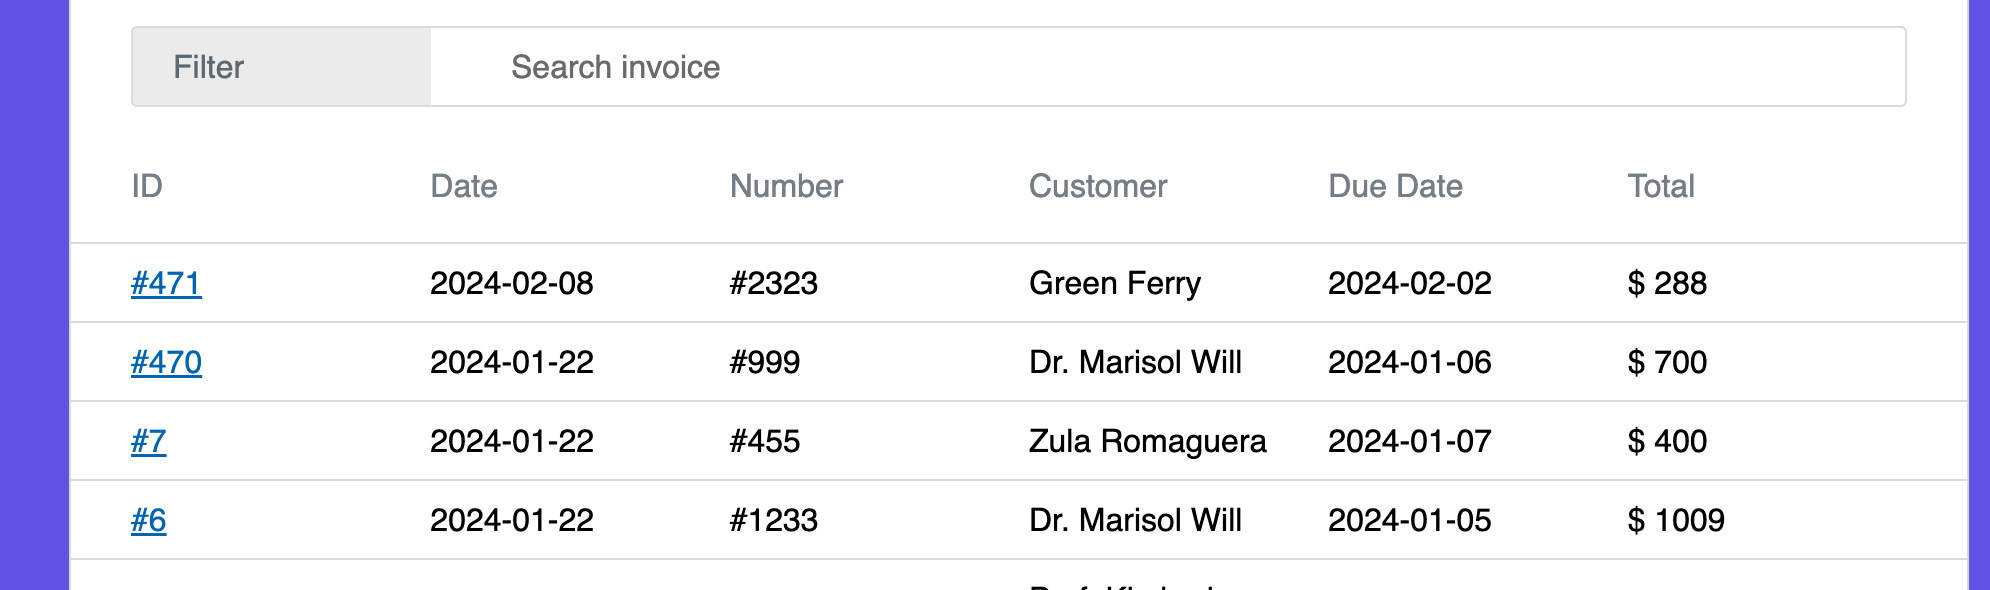 Filter Search invoice
ID Date Number Customer Due Date Total
#471 2024-02-08 #2323 Green Ferry 2024-02-02 $ 288
#470 2024-01-22 #999 Dr. Marisol Will 2024-01-06 $ 700
#7 2024-01-22 #455 Zula Romaguera 2024-01-07 $ 400
#6 2024-01-22 #1233 Dr. Marisol Will 2024-01-05 $ 1009